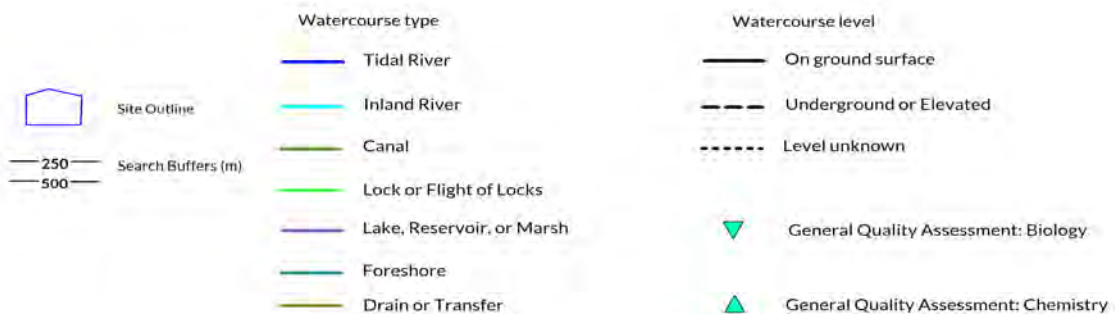 Site Outline
250
500
Search Buffers (m)
Watercourse type
Tidal River
Inland River
Canal
Lock or Flight of Locks
Lake, Reservoir, or Marsh
Foreshore
Drain or Transfer
Watercourse level
On ground surface
Underground or Elevated
Level unknown
General Quality Assessment: Biology
General Quality Assessment: Chemistry